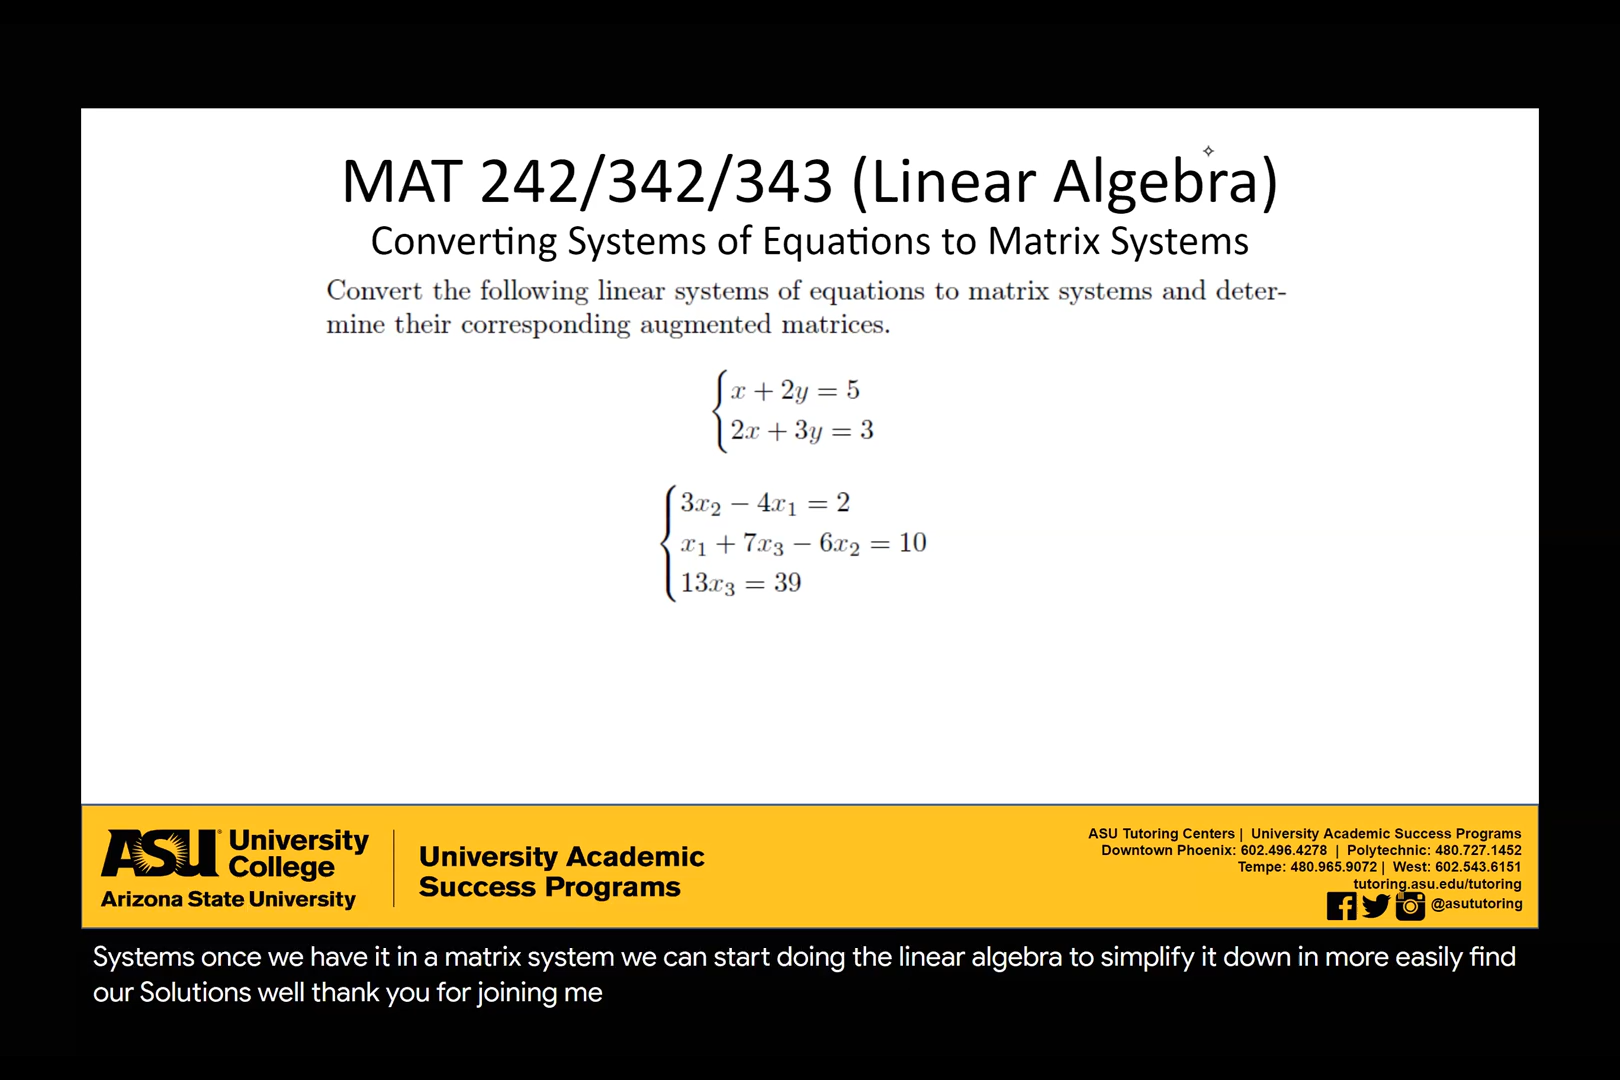 MAT 242/342/343 (Linear Algebra)
Converting Systems of Equations to Matrix Systems
Convert the following linear systems of equations to matrix systems and deter-
mine their corresponding augmented matrices.
x + 2y = 5
2x + 3y = 3
3x₂ − 4x₁ = 2
x₁ + 7x₃ − 6x₂ = 10
13x₃ = 39
ASU University College
Arizona State University
University Academic
Success Programs
ASU Tutoring Centers | University Academic Success Programs
Downtown Phoenix: 602.496.4278 | Polytechnic: 480.727.1452
Tempe: 480.965.9072 | West: 602.543.6151
tutoring.asu.edu/tutoring
@asututoring
Systems once we have it in a matrix system we can start doing the linear algebra to simplify it down in more easily find
our Solutions well thank you for joining me